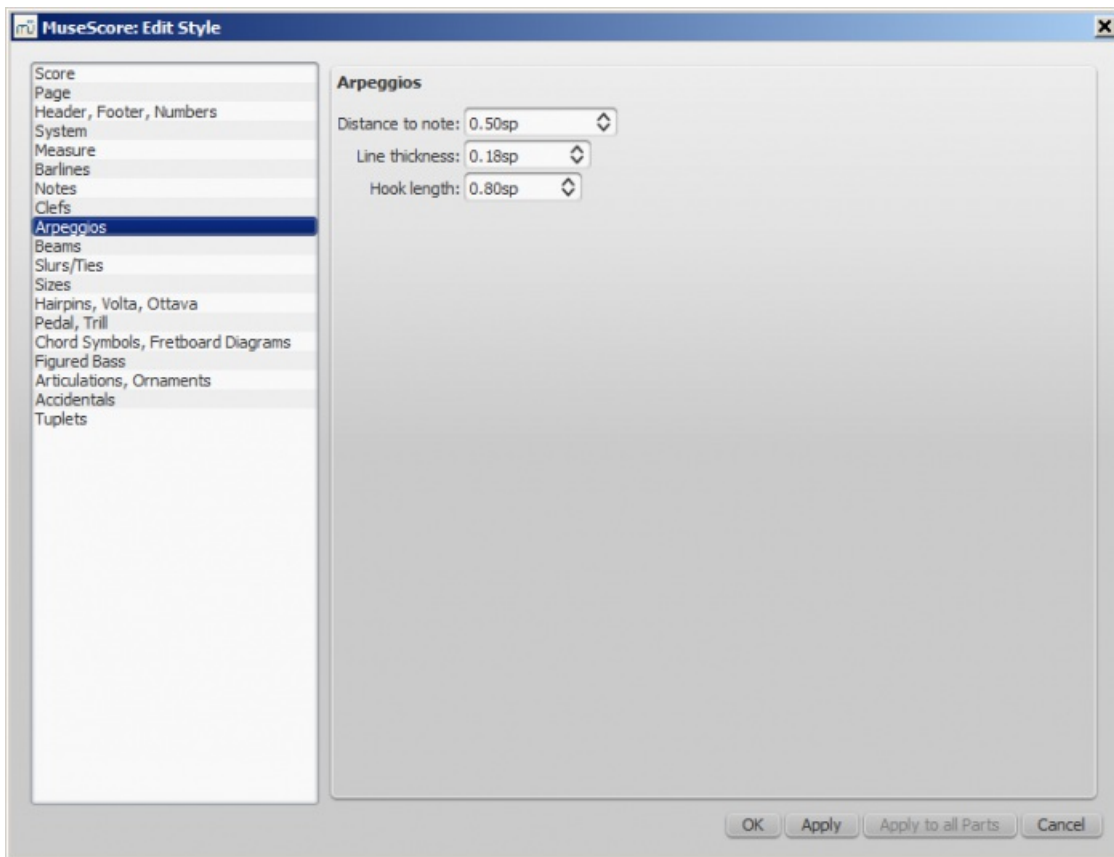 MuseScore: Edit Style
Score
Page
Header, Footer, Numbers
System
Measure
Barlines
Notes
Clefs
Arpeggios
Beams
Slurs/Ties
Sizes
Hairpins, Volta, Ottava
Pedal, Trill
Chord Symbols, Fretboard Diagrams
Figured Bass
Articulations, Ornaments
Accidentals
Tuplets
Arpeggios
Distance to note: 0.50sp
Line thickness: 0.18sp
Hook length: 0.80sp
OK Apply Apply to all Parts Cancel